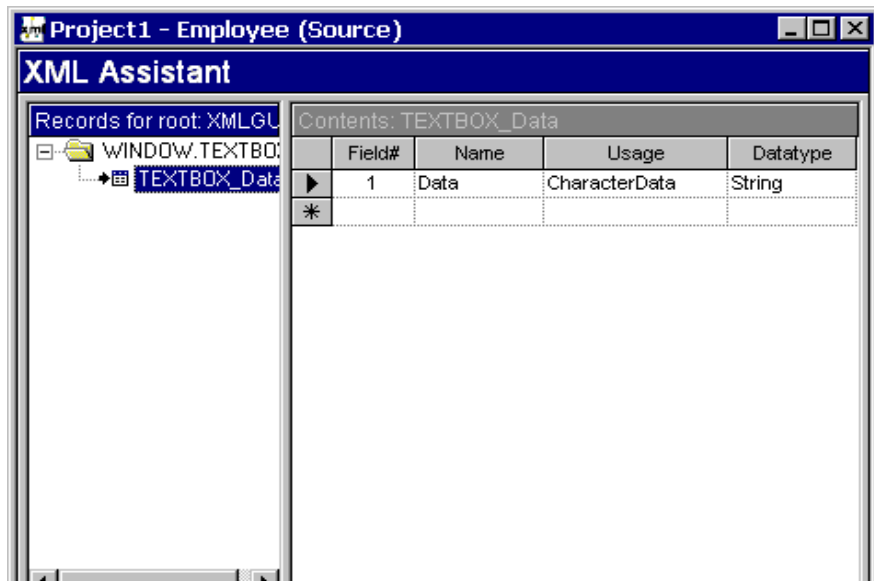 Project1 - Employee (Source)
XML Assistant
Records for root: XMLGU
WINDOW.TEXTBO
TEXTBOX_Data
Contents: TEXTBOX_Data
Field# Name Usage Datatype
1 Data CharacterData String